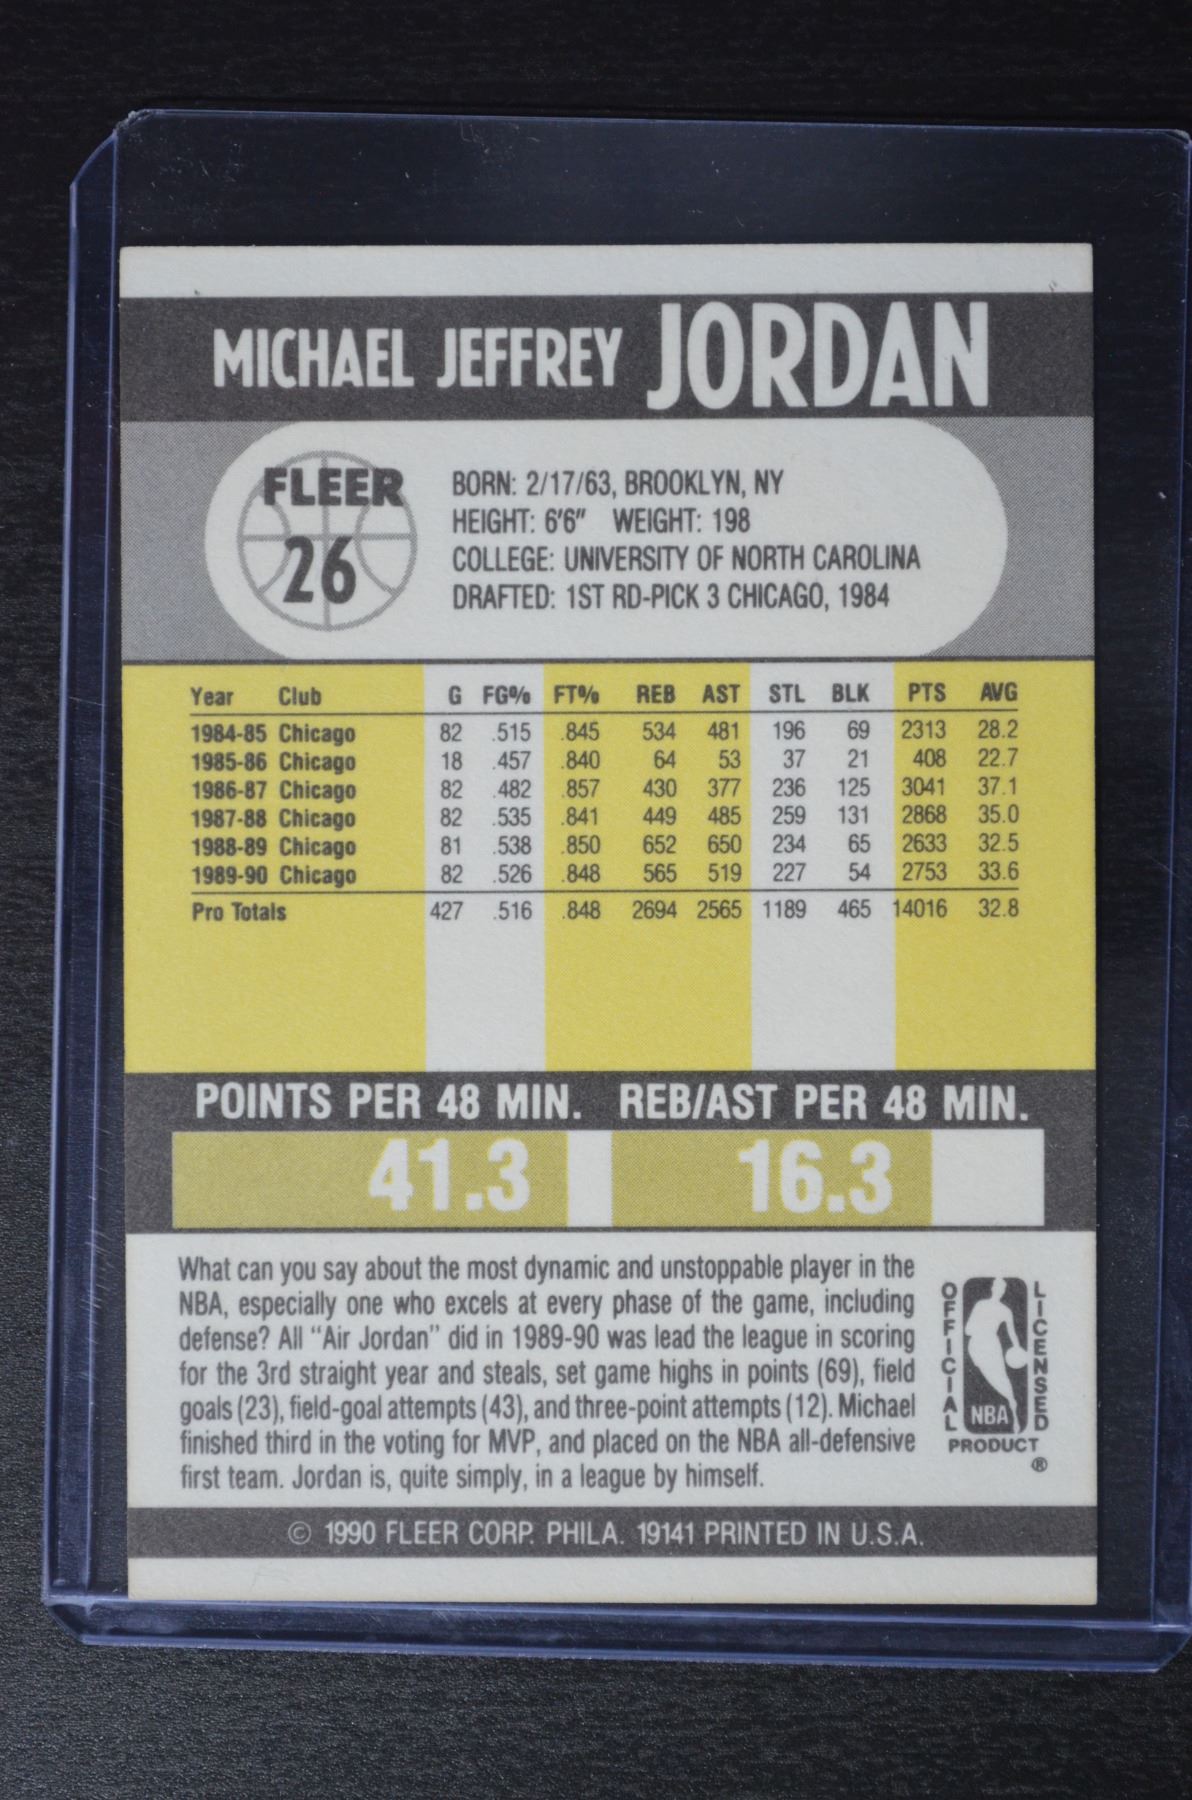 MICHAEL JEFFREY JORDAN
FLEER
26
BORN: 2/17/63, BROOKLYN, NY
HEIGHT: 6'6" WEIGHT: 198
COLLEGE: UNIVERSITY OF NORTH CAROLINA
DRAFTED: 1ST RD-PICK 3 CHICAGO, 1984
Year Club G FG% FT% REB AST STL BLK PTS AVG
1984-85 Chicago 82 .515 .845 534 481 196 69 2313 28.2
1985-86 Chicago 18 .457 .840 64 53 37 21 408 22.7
1986-87 Chicago 82 .482 .857 430 377 236 125 3041 37.1
1987-88 Chicago 82 .535 .841 449 485 259 131 2868 35.0
1988-89 Chicago 81 .538 .850 652 650 234 65 2633 32.5
1989-90 Chicago 82 .526 .848 565 519 227 54 2753 33.6
Pro Totals 427 .516 .848 2694 2565 1189 465 14016 32.8
POINTS PER 48 MIN. REB/AST PER 48 MIN.
41.3 16.3
What can you say about the most dynamic and unstoppable player in the
NBA, especially one who excels at every phase of the game, including
defense? All "Air Jordan" did in 1989-90 was lead the league in scoring
for the 3rd straight year and steals, set game highs in points (69), field
goals (23), field-goal attempts (43), and three-point attempts (12). Michael
finished third in the voting for MVP, and placed on the NBA all-defensive
first team. Jordan is, quite simply, in a league by himself.
OFFICIAL
LICENSED
NBA
PRODUCT
®
© 1990 FLEER CORP. PHILA. 19141 PRINTED IN U.S.A.